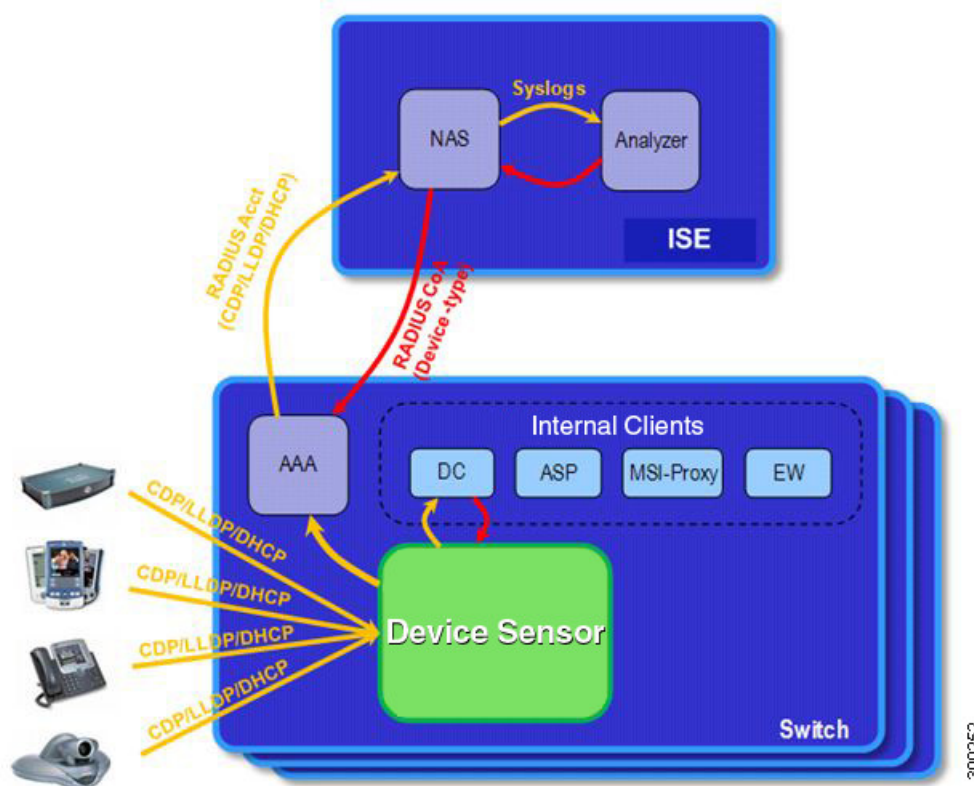 Syslogs
NAS
Analyzer
ISE
RADIUS Acct
(CDP/LLDP/DHCP)
RADIUS CoA
(Device-type)
Internal Clients
AAA
DC
ASP
MSI-Proxy
EW
CDP/LLDP/DHCP
CDP/LLDP/DHCP
CDP/LLDP/DHCP
CDP/LLDP/DHCP
Device Sensor
Switch